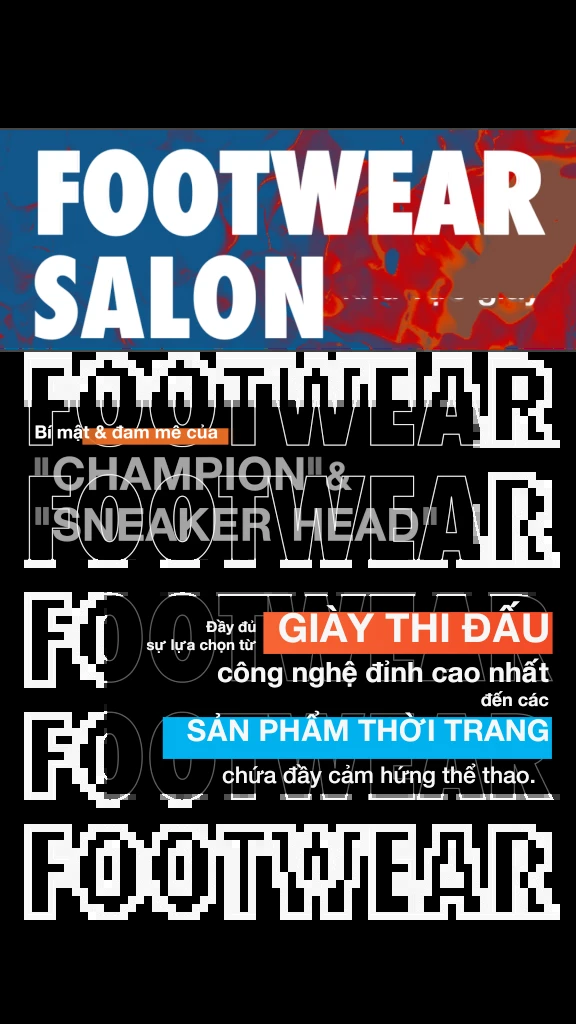 FOOTWEAR
SALON
FOOTWEAR
Bí mật & đam mê của
"CHAMPION" &
FOOTWEAR
"SNEAKER HEAD"
FOOTWEAR
Đầy đủ
sự lựa chọn từ
GIÀY THI ĐẤU
công nghệ đỉnh cao nhất
đến các
FOOTWEAR
SẢN PHẨM THỜI TRANG
chứa đầy cảm hứng thể thao.
FOOTWEAR